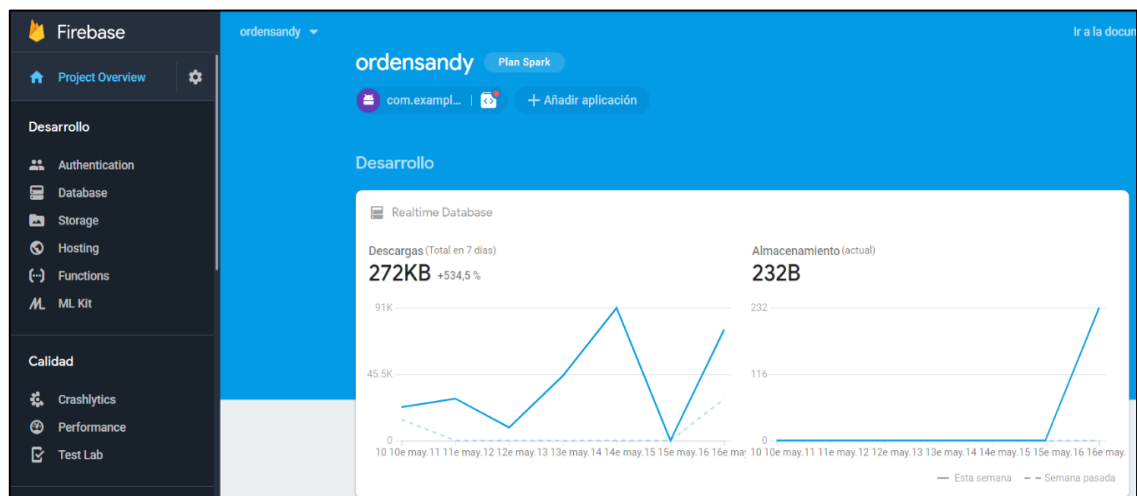 Firebase
Project Overview
Desarrollo
Authentication
Database
Storage
Hosting
Functions
ML Kit
Calidad
Crashlytics
Performance
Test Lab
ordensandy
Ir a la docum
ordensandy Plan Spark
com.exampl... | + Añadir aplicación
Desarrollo
Realtime Database
Descargas (Total en 7 días)
272KB +534,5 %
91K
45.5K
0
10 10e may. 11 11e may. 12 12e may. 13 13e may. 14 14e may. 15 15e may. 16 16e may
Almacenamiento (actual)
232B
232
116
0
10 10e may. 11 11e may. 12 12e may. 13 13e may. 14 14e may. 15 15e may. 16 16e may.
Esta semana Semana pasada